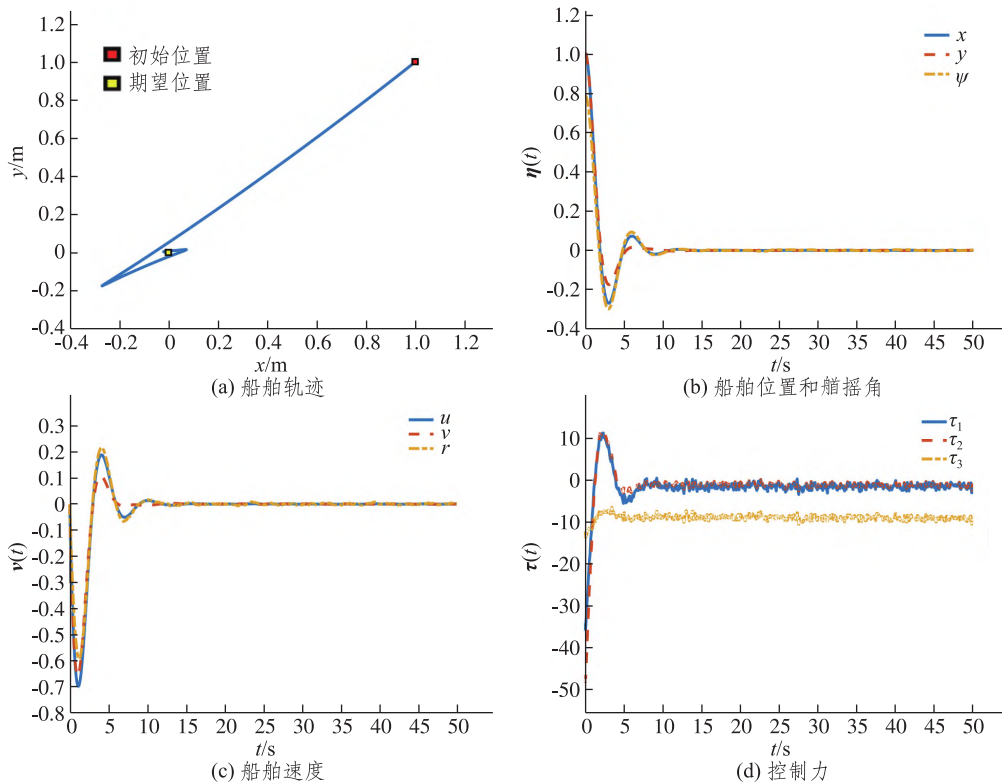 1.2
1.0
0.8
0.6
0.4
0.2
0
-0.2
-0.4
y/m
初始位置
期望位置
-0.4 -0.2 0 0.2 0.4 0.6 0.8 1.0 1.2
x/m
(a) 船舶轨迹
1.2
1.0
0.8
0.6
0.4
0.2
0
-0.2
-0.4
η(t)
x
y
ψ
0 5 10 15 20 25 30 35 40 45 50
t/s
(b) 船舶位置和艏摇角
0.3
0.2
0.1
0
-0.1
-0.2
-0.3
-0.4
-0.5
-0.6
-0.7
-0.8
v(t)
u
v
r
0 5 10 15 20 25 30 35 40 45 50
t/s
(c) 船舶速度
10
0
-10
-20
-30
-40
-50
τ(t)
τ1
τ2
τ3
0 5 10 15 20 25 30 35 40 45 50
t/s
(d) 控制力